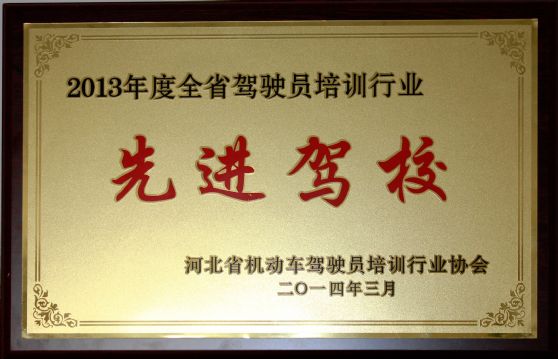 2013年度全省驾驶员培训行业
先进驾校
河北省机动车驾驶员培训行业协会
二〇一四年三月